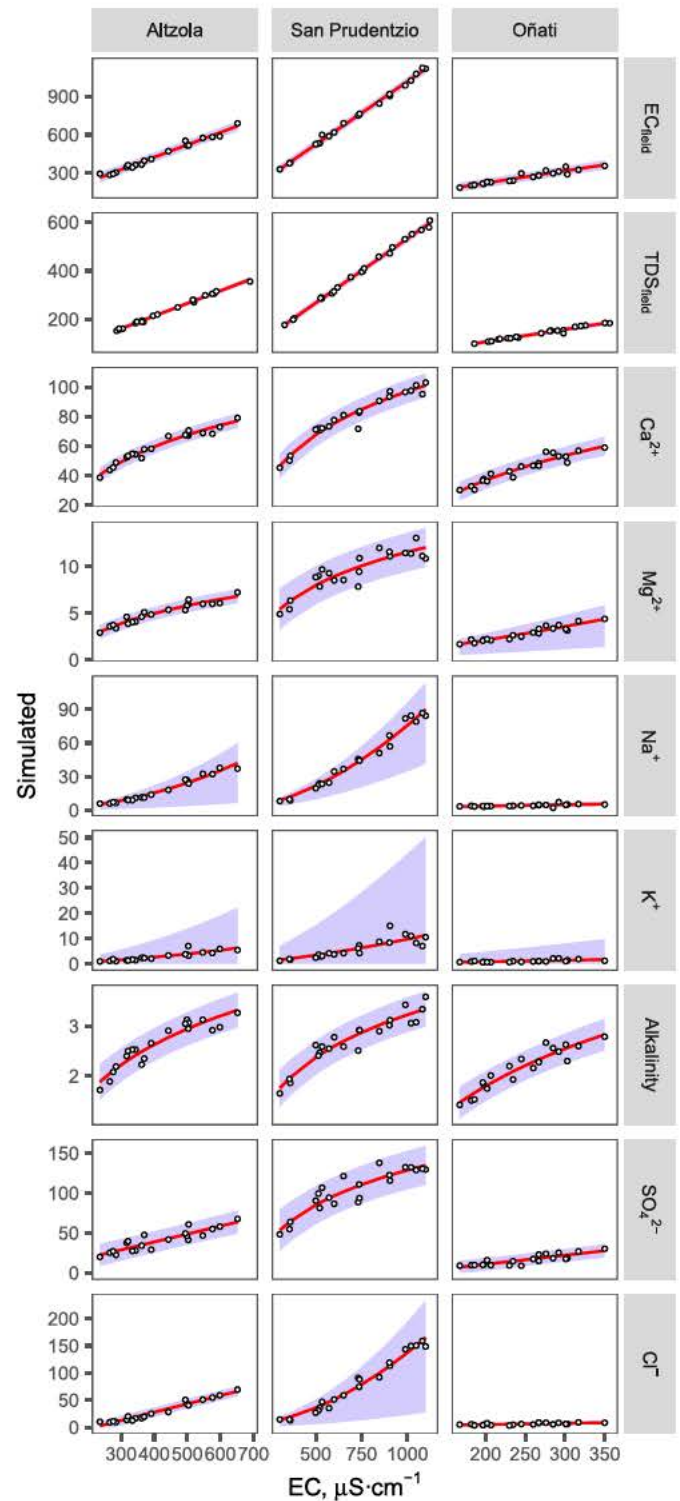 Altzola San Prudentzio Oñati
900
600
300
EC_field
600
400
200
TDS_field
100
80
60
40
20
Ca²⁺
10
5
0
Mg²⁺
Simulated
90
60
30
0
Na⁺
50
40
30
20
10
0
K⁺
3
2
Alkalinity
150
100
50
0
SO₄²⁻
200
150
100
50
0
Cl⁻
300 400 500 600 700 500 750 1000 200 250 300 350
EC, µS·cm⁻¹